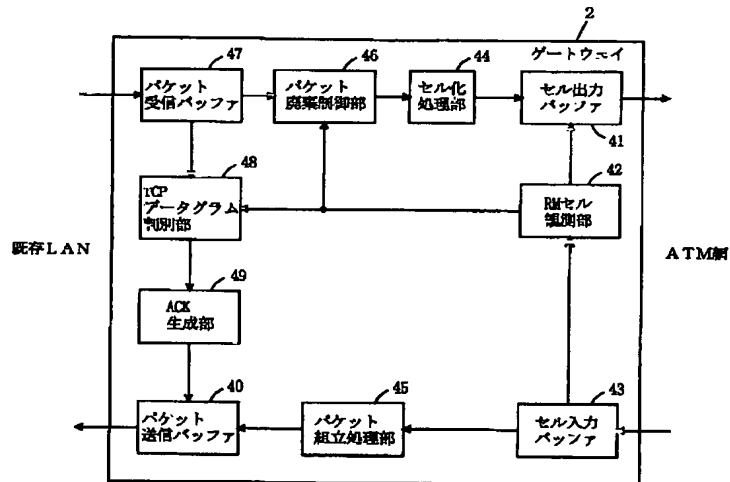 2
ゲートウェイ
47
パケット
受信バッファ
46
パケット
廃棄制御部
44
セル化
処理部
セル出力
バッファ
41
48
TCP
データグラム
判別部
42
RMセル
観測部
既存LAN
ATM網
49
ACK
生成部
40
パケット
送信バッファ
45
パケット
組立処理部
43
セル入力
バッファ